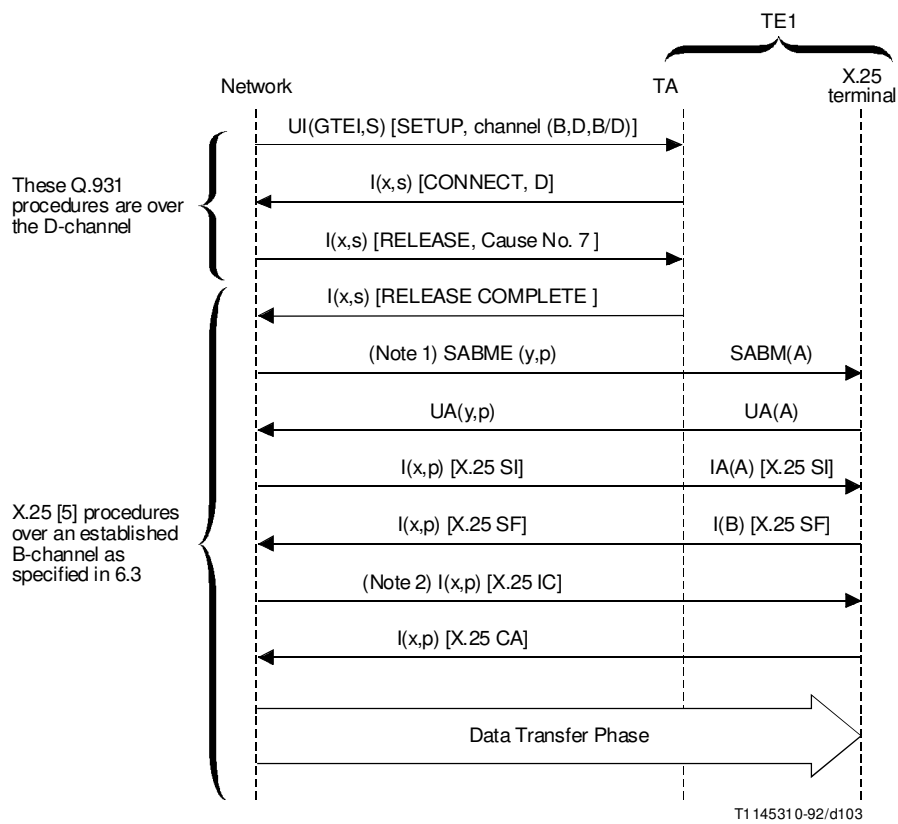 TE1
Network
TA
X.25
terminal
UI(GTEI,S) [SETUP, channel (B,D,B/D)]
These Q.931
procedures are over
the D-channel
I(x,s) [CONNECT, D]
I(x,s) [RELEASE, Cause No. 7 ]
I(x,s) [RELEASE COMPLETE ]
(Note 1) SABME (y,p)
SABM(A)
UA(y,p)
UA(A)
I(x,p) [X.25 SI]
IA(A) [X.25 SI]
X.25 [5] procedures
over an established
B-channel as
specified in 6.3
I(x,p) [X.25 SF]
I(B) [X.25 SF]
(Note 2) I(x,p) [X.25 IC]
I(x,p) [X.25 CA]
Data Transfer Phase
T1145310-92/d103